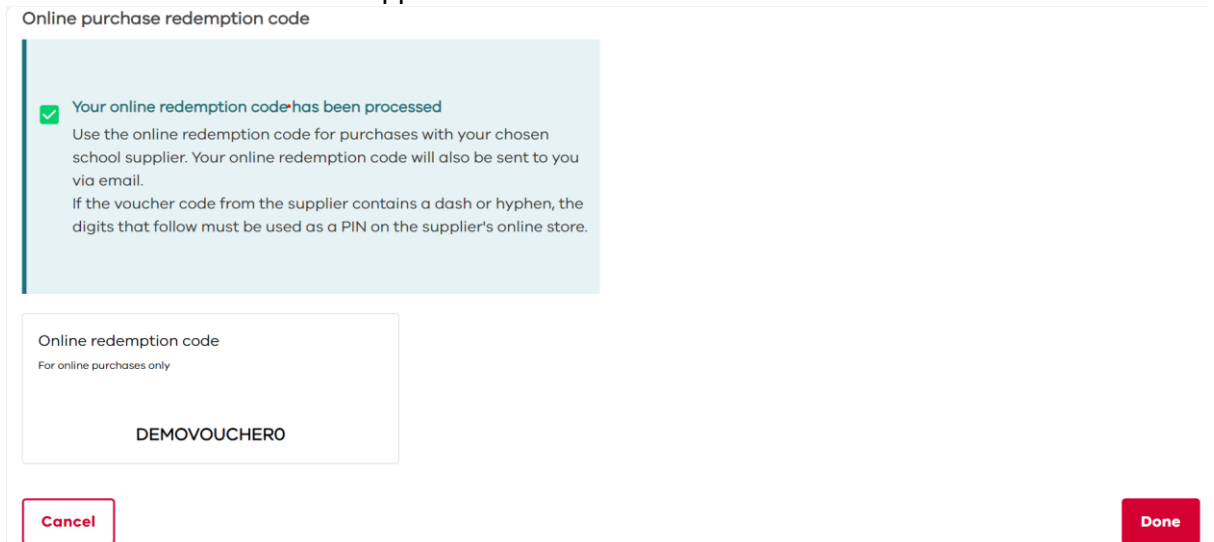 Online purchase redemption code
Your online redemption code has been processed
Use the online redemption code for purchases with your chosen
school supplier. Your online redemption code will also be sent to you
via email.
If the voucher code from the supplier contains a dash or hyphen, the
digits that follow must be used as a PIN on the supplier's online store.
Online redemption code
For online purchases only
DEMOVOUCHER0
Cancel
Done